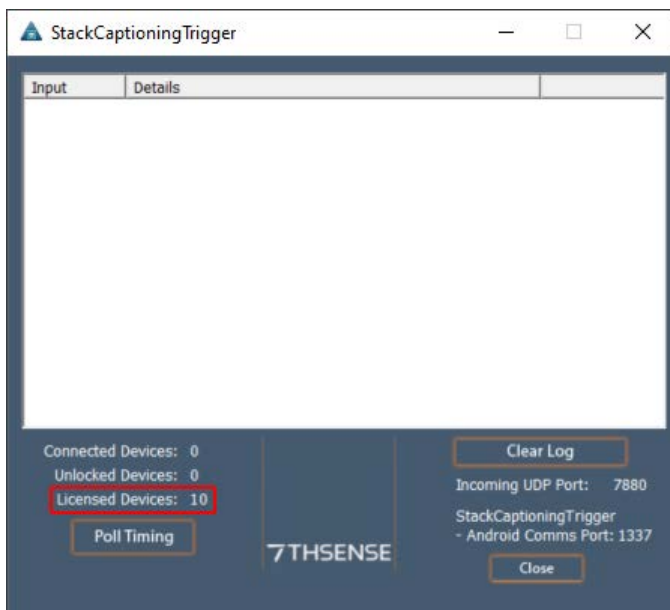 StackCaptioningTrigger
Input Details
Connected Devices: 0
Unlocked Devices: 0
Licensed Devices: 10
Poll Timing
7THSENSE
Clear Log
Incoming UDP Port: 7880
StackCaptioningTrigger
- Android Comms Port: 1337
Close